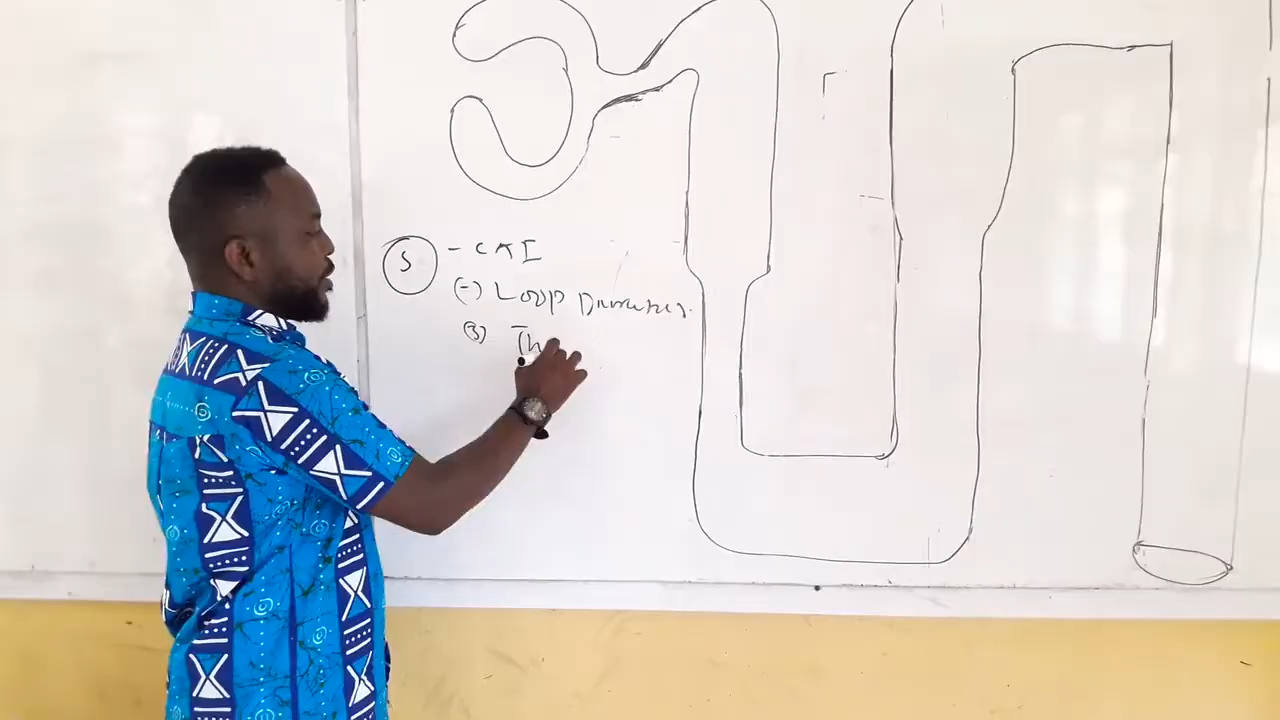 S - CAI
(-) Loop Diuretics.
(3) Th